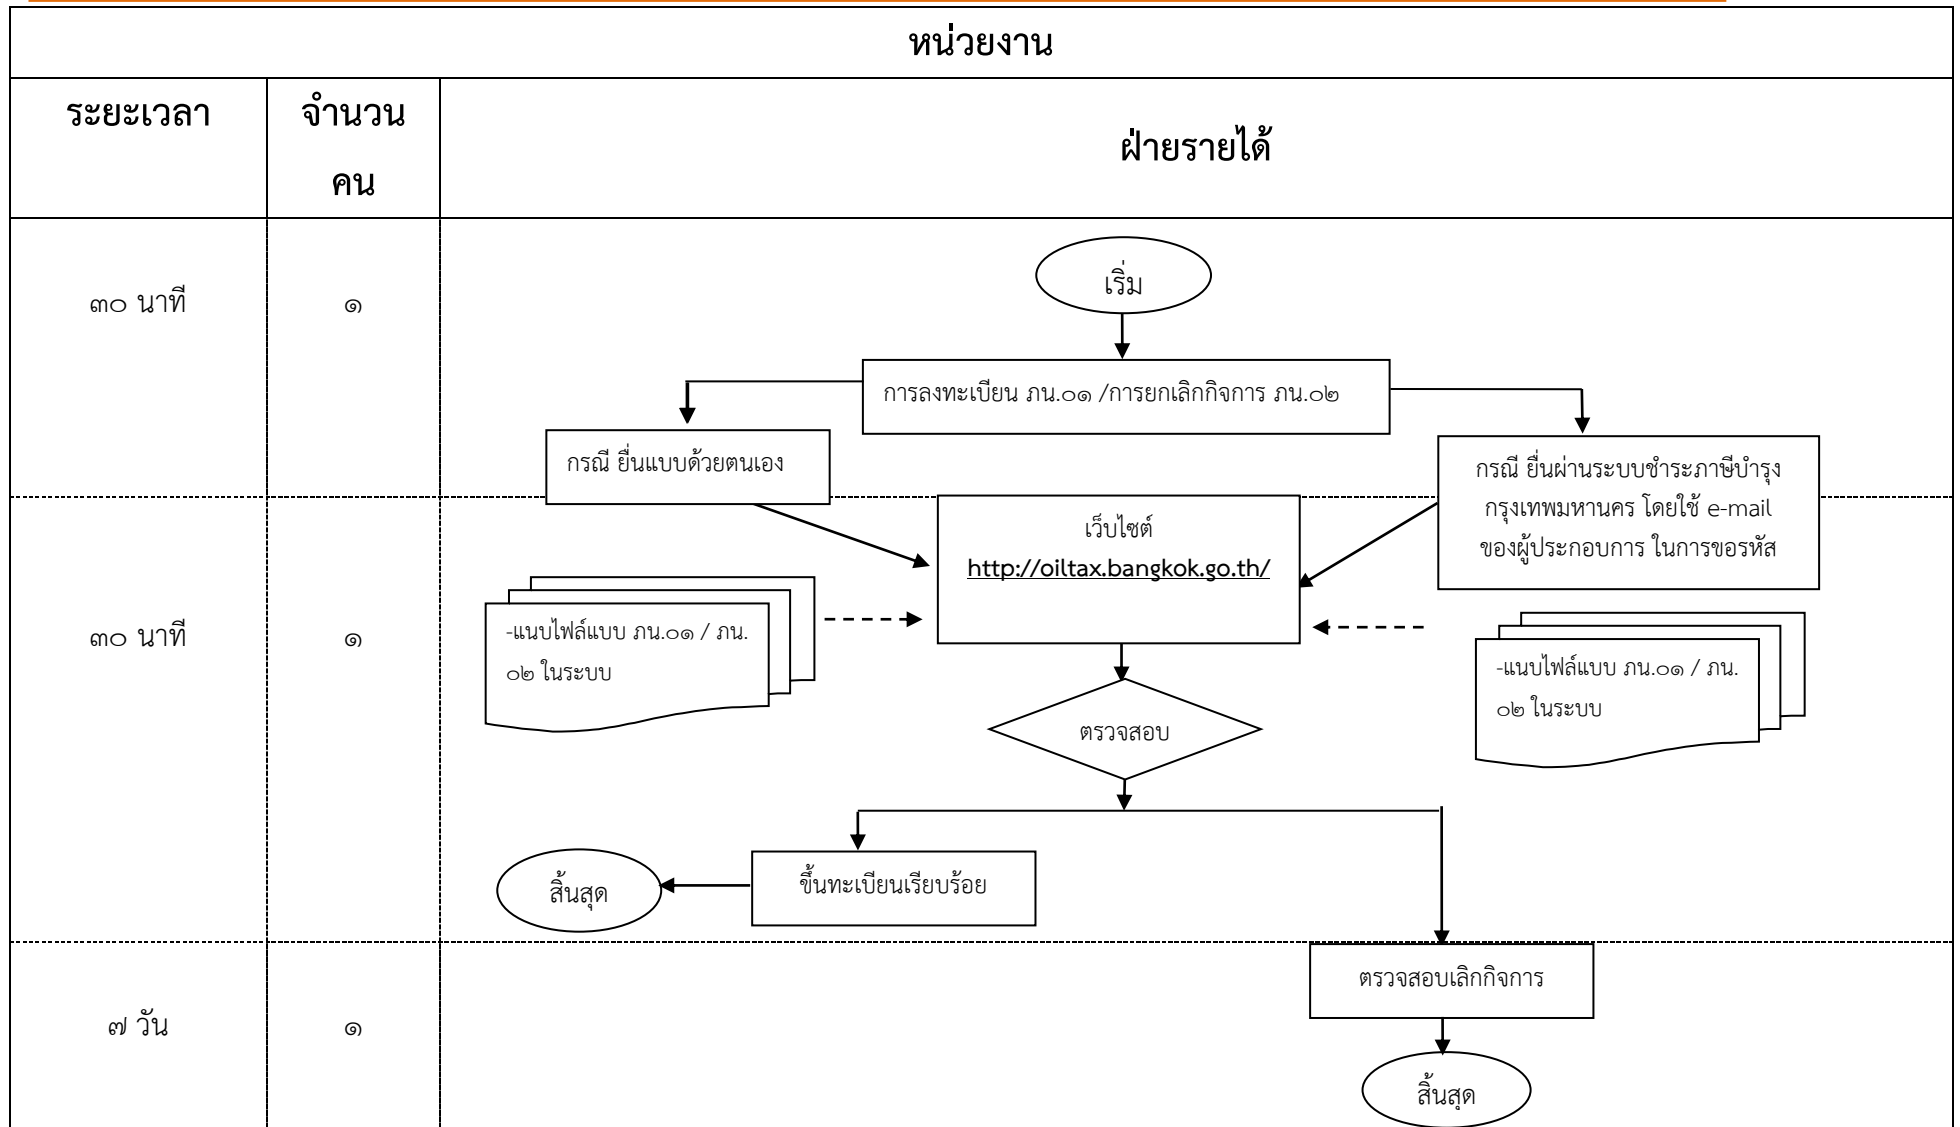 หน่วยงาน
ระยะเวลา
จำนวน
คน
ฝ่ายรายได้
๓๐ นาที
๑
เริ่ม
การลงทะเบียน ภน.๐๑ /การยกเลิกกิจการ ภน.๐๒
กรณี ยื่นแบบด้วยตนเอง
กรณี ยื่นผ่านระบบชำระภาษีบำรุง
กรุงเทพมหานคร โดยใช้ e-mail
ของผู้ประกอบการ ในการขอรหัส
เว็บไซต์
http://oiltax.bangkok.go.th/
๓๐ นาที
๑
-แนบไฟล์แบบ ภน.๐๑ / ภน.
๐๒ ในระบบ
-แนบไฟล์แบบ ภน.๐๑ / ภน.
๐๒ ในระบบ
ตรวจสอบ
สิ้นสุด
ขึ้นทะเบียนเรียบร้อย
๗ วัน
๑
ตรวจสอบเลิกกิจการ
สิ้นสุด